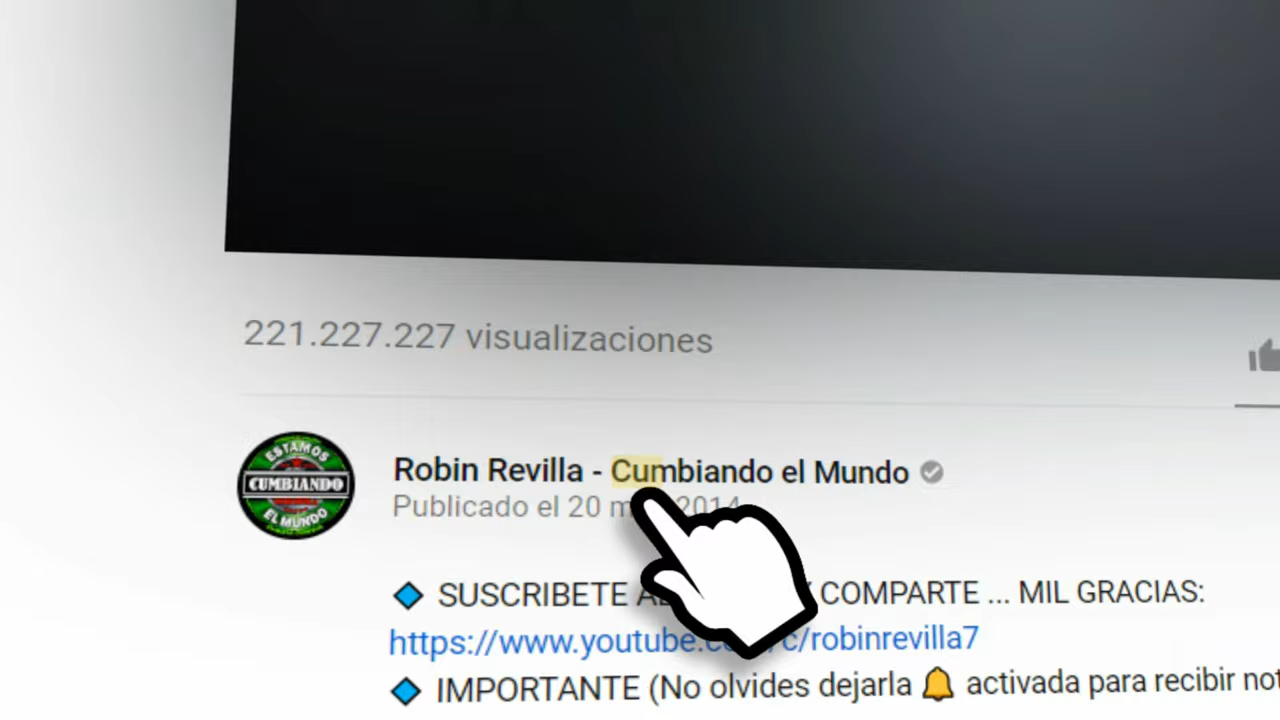 221.227.227 visualizaciones
ESTAMOS
CUMBIANDO
EL MUNDO
Robin Revilla - Cumbiando el Mundo
Publicado el 20 2014
SUSCRIBETE COMPARTE ... MIL GRACIAS:
https://www.youtube.c /c/robinrevilla7
IMPORTANTE (No olvides dejarla 🔔 activada para recibir not